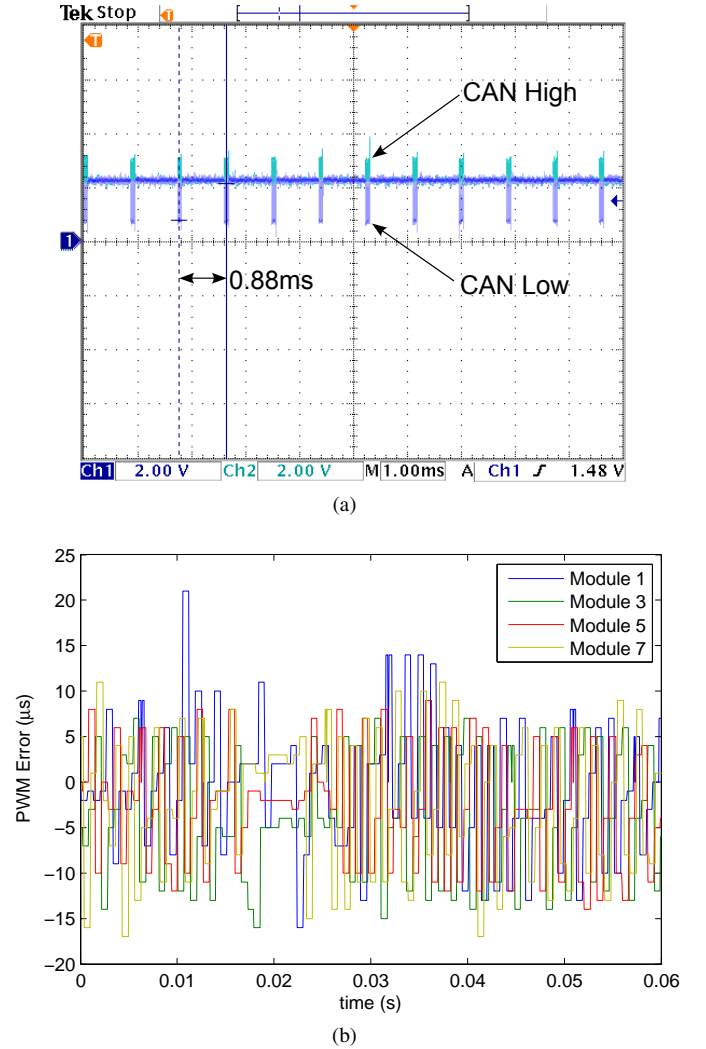 Tek Stop
T
T
CAN High
1
0.88ms
CAN Low
Ch1 2.00 V Ch2 2.00 V M 1.00ms A Ch1 1.48 V
(a)
25
20
15
10
5
0
−5
−10
−15
−20
PWM Error (μs)
Module 1
Module 3
Module 5
Module 7
0 0.01 0.02 0.03 0.04 0.05 0.06
time (s)
(b)